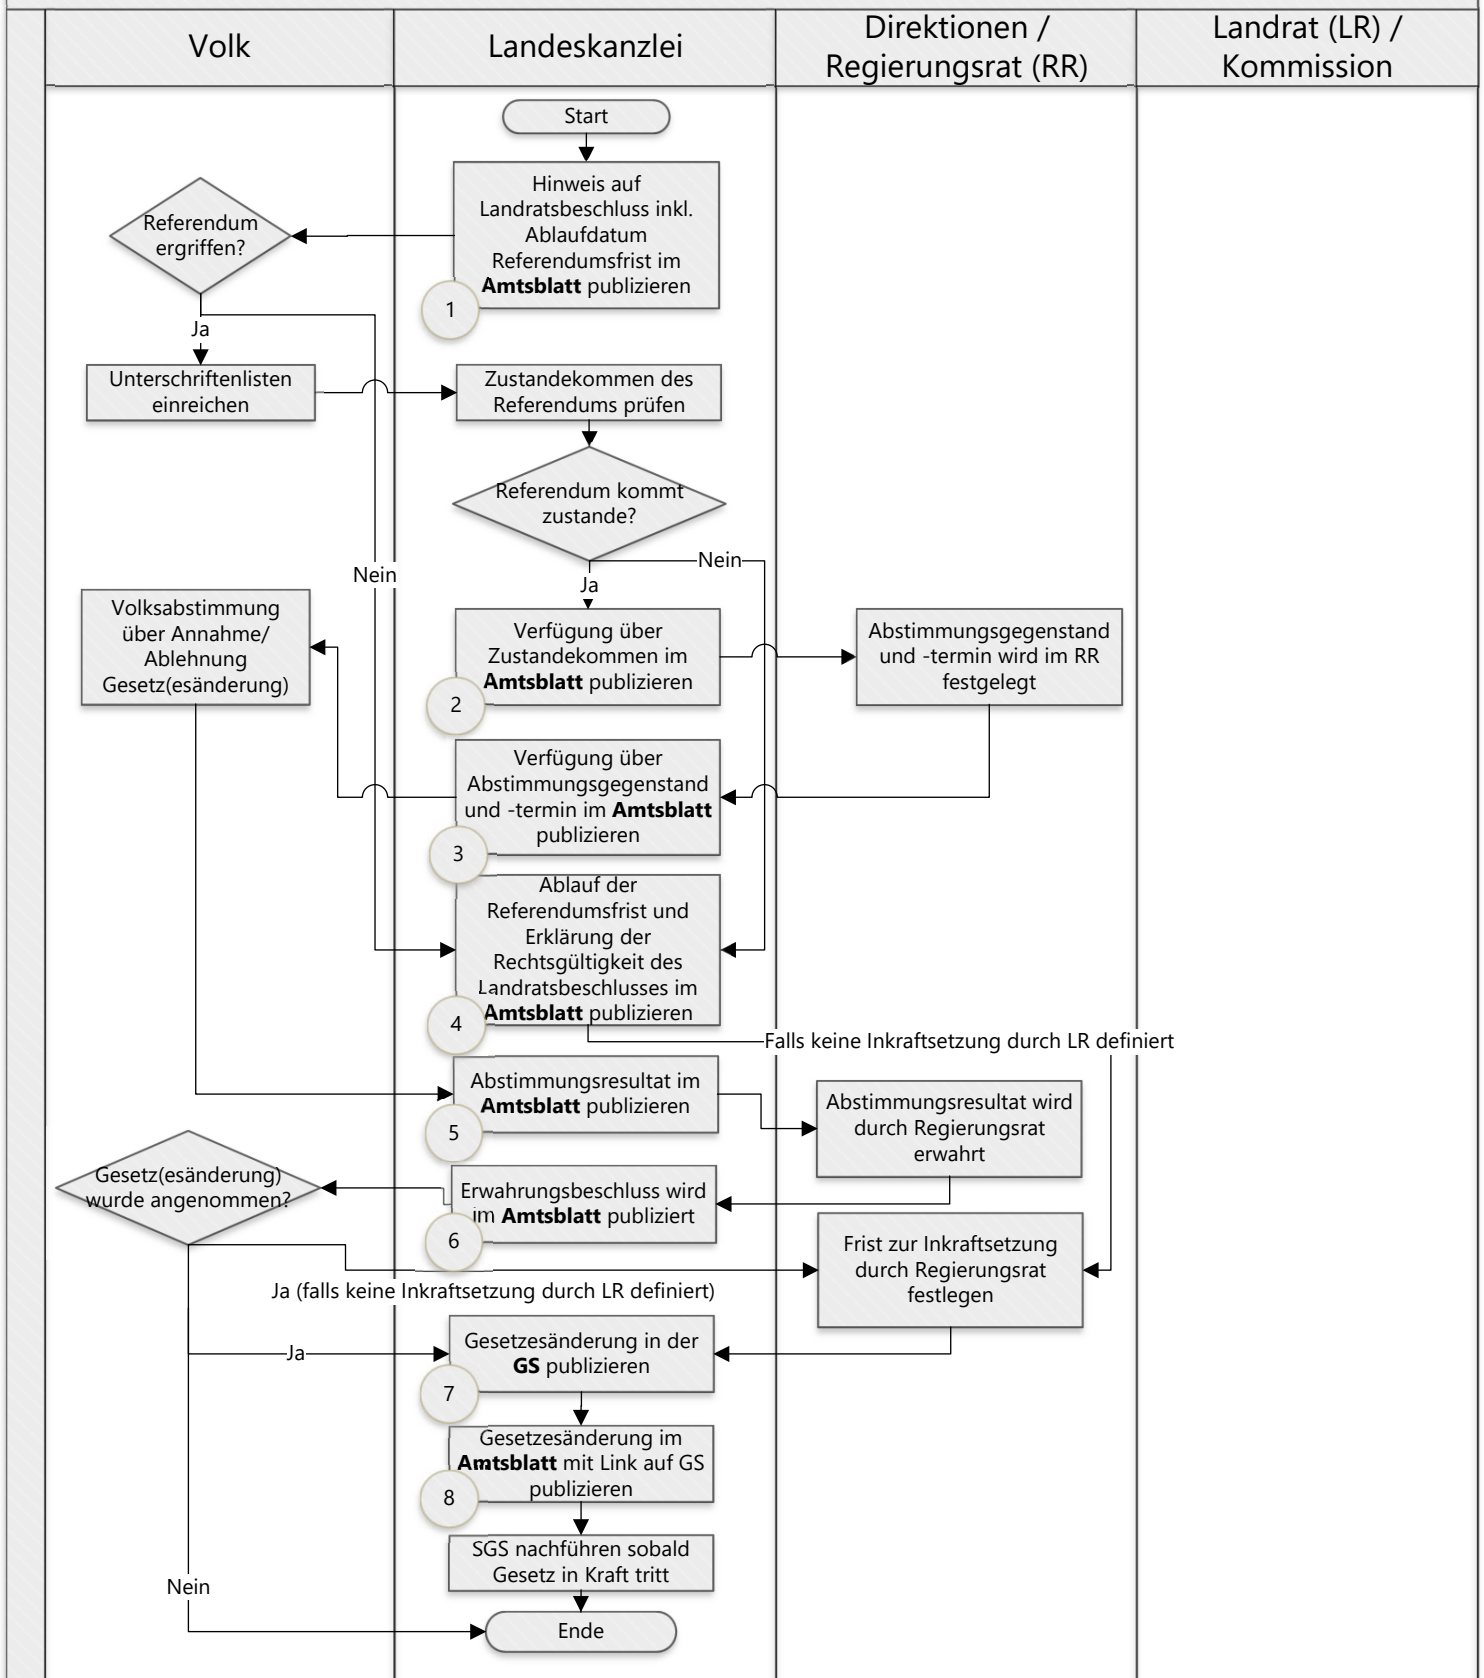 Volk
Landeskanzlei
Direktionen /
Regierungsrat (RR)
Landrat (LR) /
Kommission
Start
Hinweis auf
Landratsbeschluss inkl.
Ablaufdatum
Referendumsfrist im
Amtsblatt publizieren
1
Referendum
ergriffen?
Ja
Nein
Unterschriftenlisten
einreichen
Zustandekommen des
Referendums prüfen
Referendum kommt
zustande?
Nein
Ja
Volksabstimmung
über Annahme/
Ablehnung
Gesetz(esänderung)
Verfügung über
Zustandekommen im
Amtsblatt publizieren
2
Abstimmungsgegenstand
und -termin wird im RR
festgelegt
Verfügung über
Abstimmungsgegenstand
und -termin im Amtsblatt
publizieren
3
Ablauf der
Referendumsfrist und
Erklärung der
Rechtsgültigkeit des
Landratsbeschlusses im
Amtsblatt publizieren
4
Falls keine Inkraftsetzung durch LR definiert
Abstimmungsresultat im
Amtsblatt publizieren
5
Abstimmungsresultat wird
durch Regierungsrat
erwahrt
Gesetz(esänderung)
wurde angenommen?
Erwahrungsbeschluss wird
im Amtsblatt publiziert
6
Frist zur Inkraftsetzung
durch Regierungsrat
festlegen
Ja (falls keine Inkraftsetzung durch LR definiert)
Ja
Gesetzesänderung in der
GS publizieren
7
Gesetzesänderung im
Amtsblatt mit Link auf GS
publizieren
8
SGS nachführen sobald
Gesetz in Kraft tritt
Nein
Ende